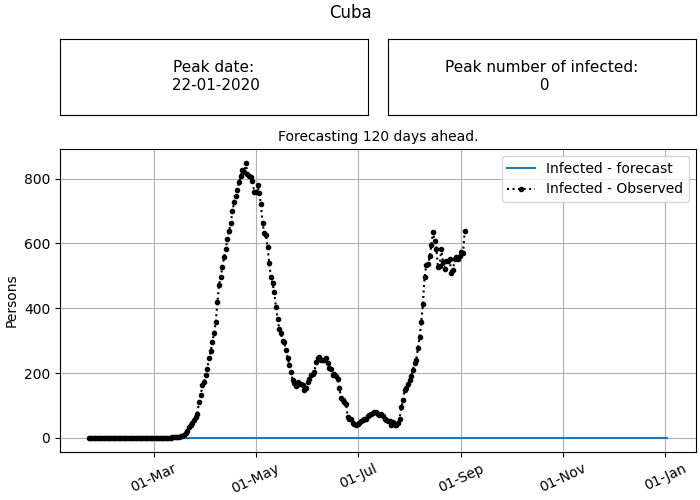 Cuba
Peak date:
22-01-2020
Peak number of infected:
0
Forecasting 120 days ahead.
Infected - forecast
Infected - Observed
Persons
800
600
400
200
0
01-Mar
01-May
01-Jul
01-Sep
01-Nov
01-Jan